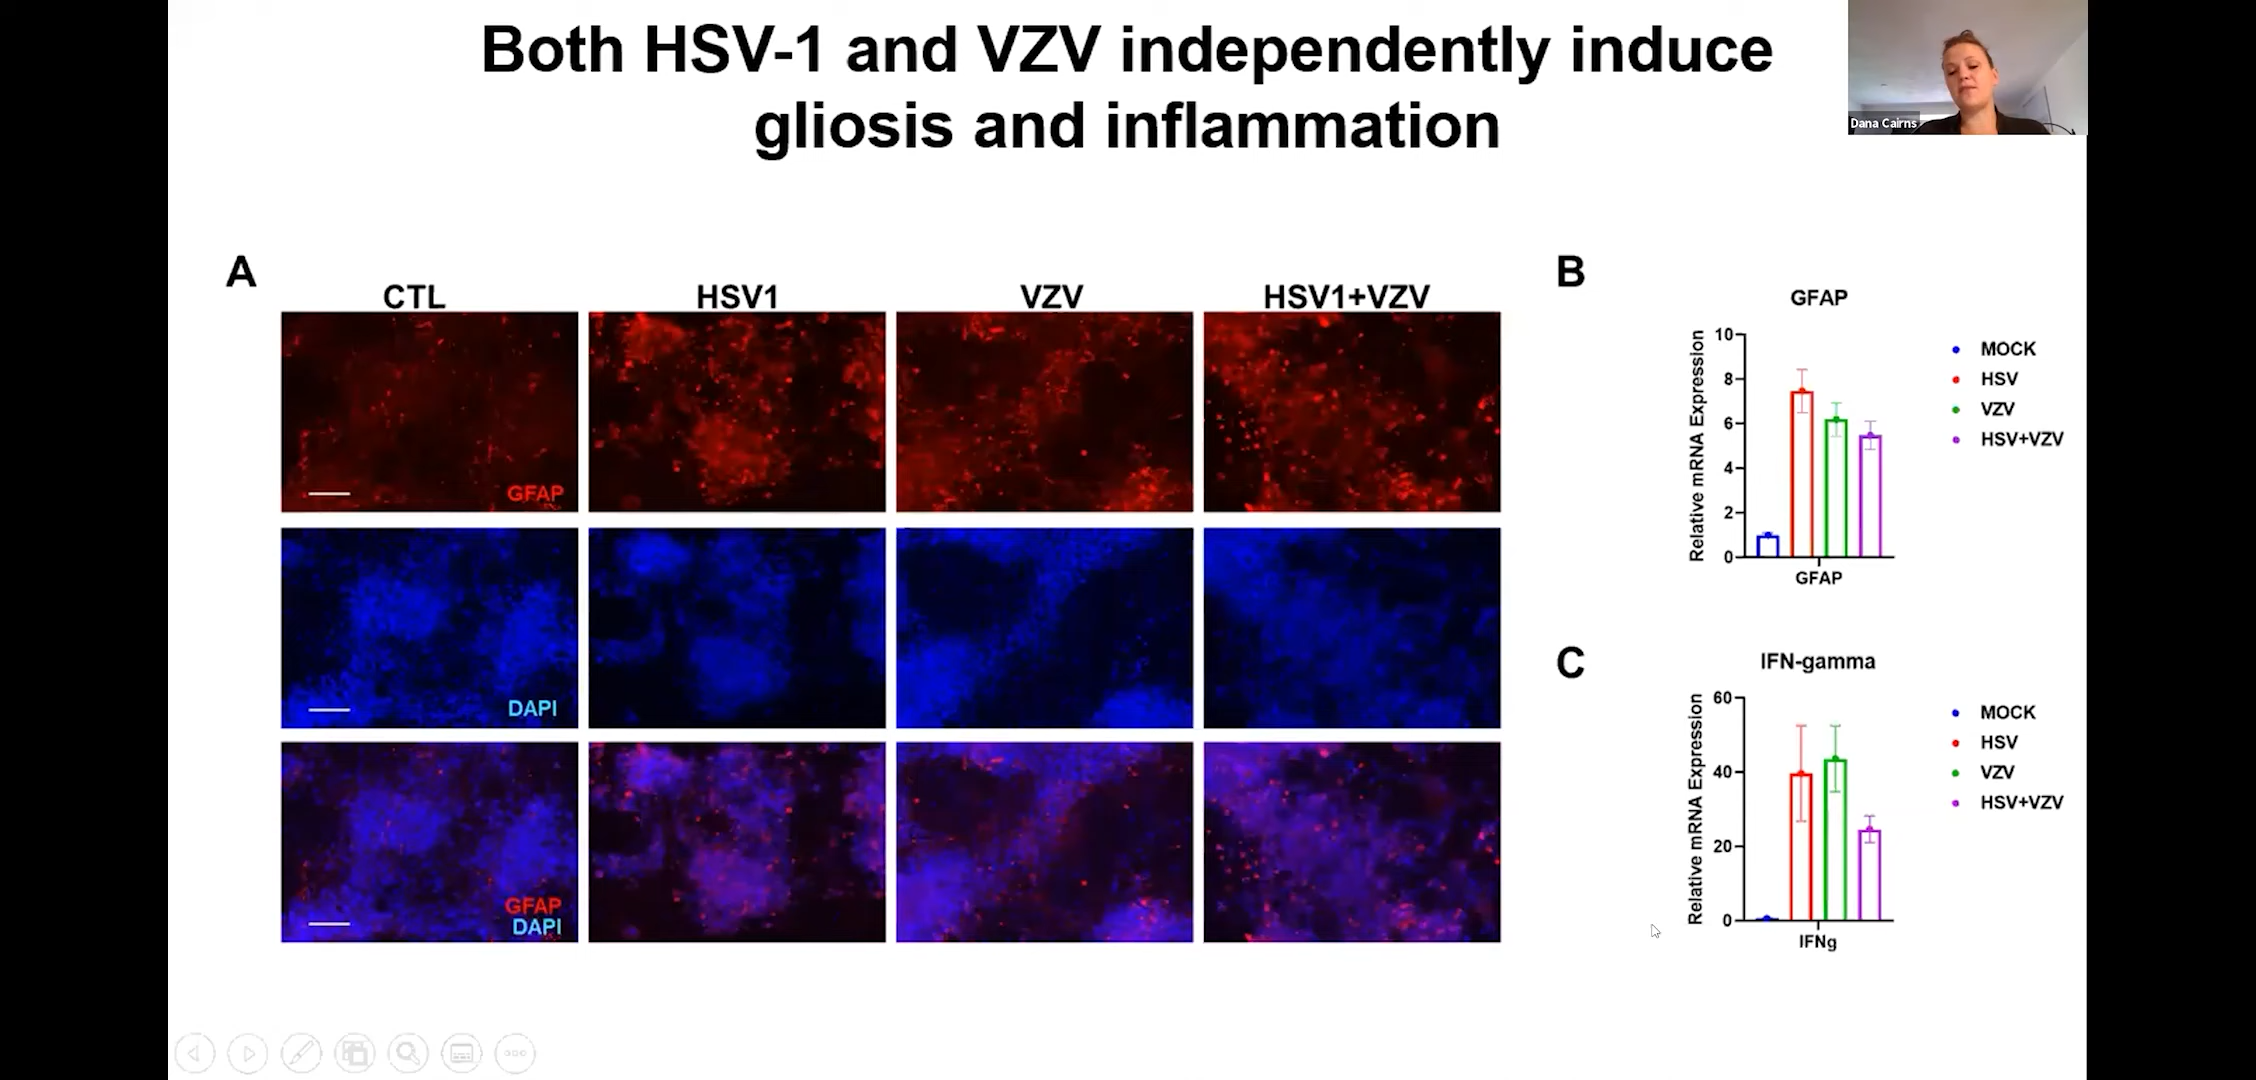 Both HSV-1 and VZV independently induce
gliosis and inflammation
Dana Cairns
A
CTL
HSV1
VZV
HSV1+VZV
GFAP
DAPI
GFAP
DAPI
B
GFAP
Relative mRNA Expression
10
8
6
4
2
0
GFAP
MOCK
HSV
VZV
HSV+VZV
C
IFN-gamma
Relative mRNA Expression
60
40
20
0
IFNg
MOCK
HSV
VZV
HSV+VZV